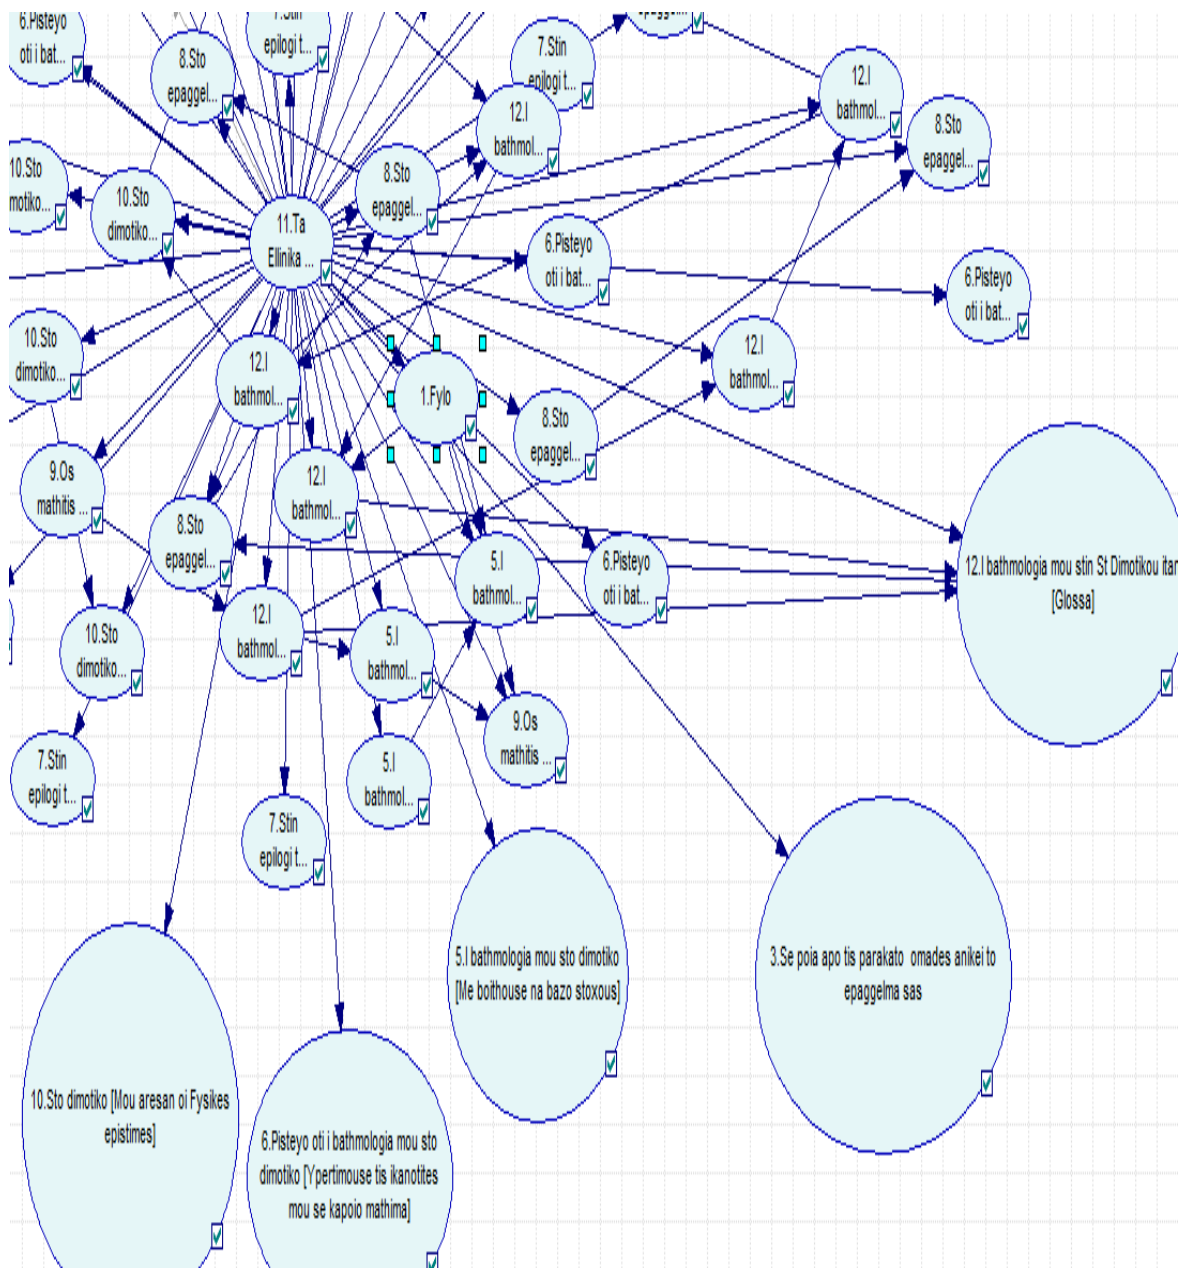 6.Pisteyo
oti i bat...
8.Sto
epaggel...
7.Stin
epilogi t...
7.Stin
epilogi t...
epaggel...
12.I
bathmol...
12.I
bathmol...
8.Sto
epaggel...
10.Sto
motiko...
10.Sto
dimotiko...
8.Sto
epaggel...
11.Ta
Ellinika ...
6.Pisteyo
oti i bat...
6.Pisteyo
oti i bat...
10.Sto
dimotiko...
12.I
bathmol...
1.Fylo
12.I
bathmol...
8.Sto
epaggel...
9.Os
mathitis ...
12.I
bathmol...
8.Sto
epaggel...
5.I
bathmol...
6.Pisteyo
oti i bat...
12.I bathmologia mou stin St Dimotikou itan
[Glossa]
10.Sto
dimotiko...
12.I
bathmol...
5.I
bathmol...
9.Os
mathitis ...
7.Stin
epilogi t...
5.I
bathmol...
7.Stin
epilogi t...
5.I bathmologia mou sto dimotiko
[Me boithouse na bazo stoxous]
3.Se poia apo tis parakato omades anikei to
epaggelma sas
10.Sto dimotiko [Mou aresan oi Fysikes
epistimes]
6.Pisteyo oti i bathmologia mou sto
dimotiko [Ypertimouse tis ikanotites
mou se kapoio mathima]